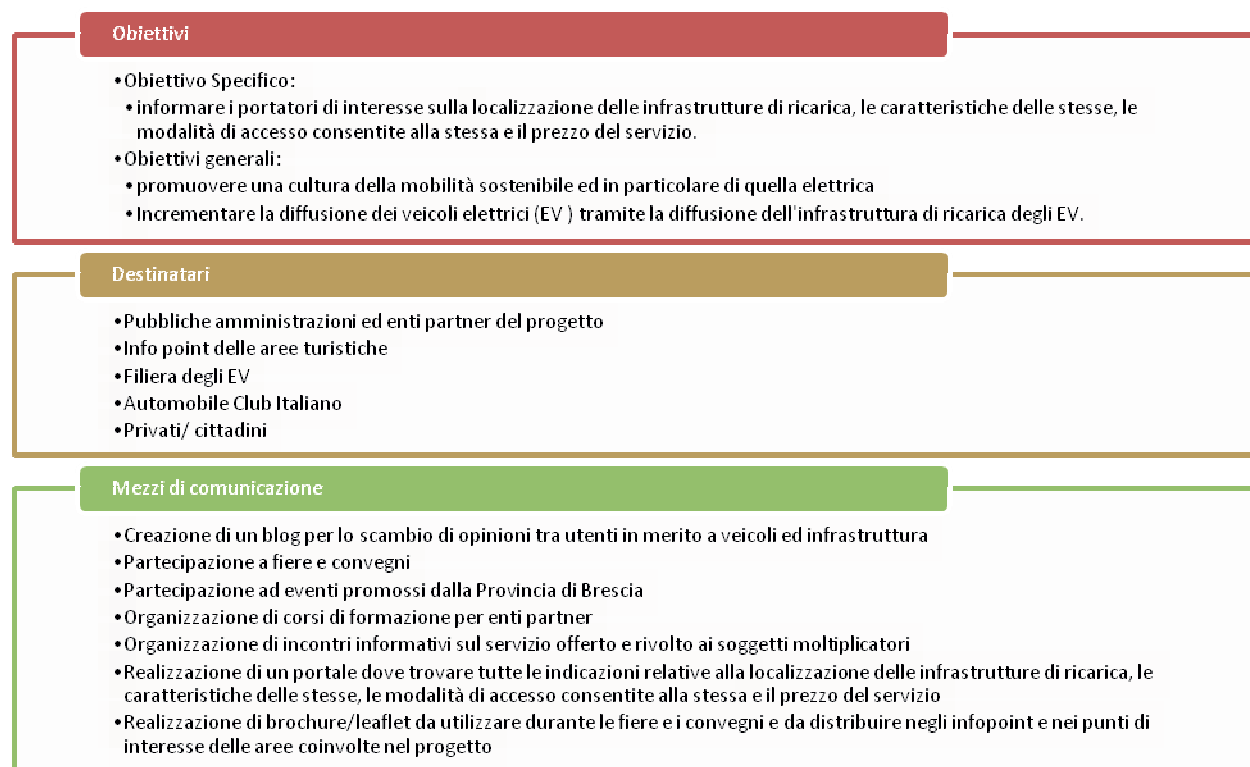 Obiettivi
•Obiettivo Specifico:
•informare i portatori di interesse sulla localizzazione delle infrastrutture di ricarica, le caratteristiche delle stesse, le
modalità di accesso consentite alla stessa e il prezzo del servizio.
•Obiettivi generali:
•promuovere una cultura della mobilità sostenibile ed in particolare di quella elettrica
•Incrementare la diffusione dei veicoli elettrici (EV ) tramite la diffusione dell'infrastruttura di ricarica degli EV.
Destinatari
•Pubbliche amministrazioni ed enti partner del progetto
•Info point delle aree turistiche
•Filiera degli EV
•Automobile Club Italiano
•Privati/ cittadini
Mezzi di comunicazione
•Creazione di un blog per lo scambio di opinioni tra utenti in merito a veicoli ed infrastruttura
•Partecipazione a fiere e convegni
•Partecipazione ad eventi promossi dalla Provincia di Brescia
•Organizzazione di corsi di formazione per enti partner
•Organizzazione di incontri informativi sul servizio offerto e rivolto ai soggetti moltiplicatori
•Realizzazione di un portale dove trovare tutte le indicazioni relative alla localizzazione delle infrastrutture di ricarica, le
caratteristiche delle stesse, le modalità di accesso consentite alla stessa e il prezzo del servizio
•Realizzazione di brochure/leaflet da utilizzare durante le fiere e i convegni e da distribuire negli infopoint e nei punti di
interesse delle aree coinvolte nel progetto